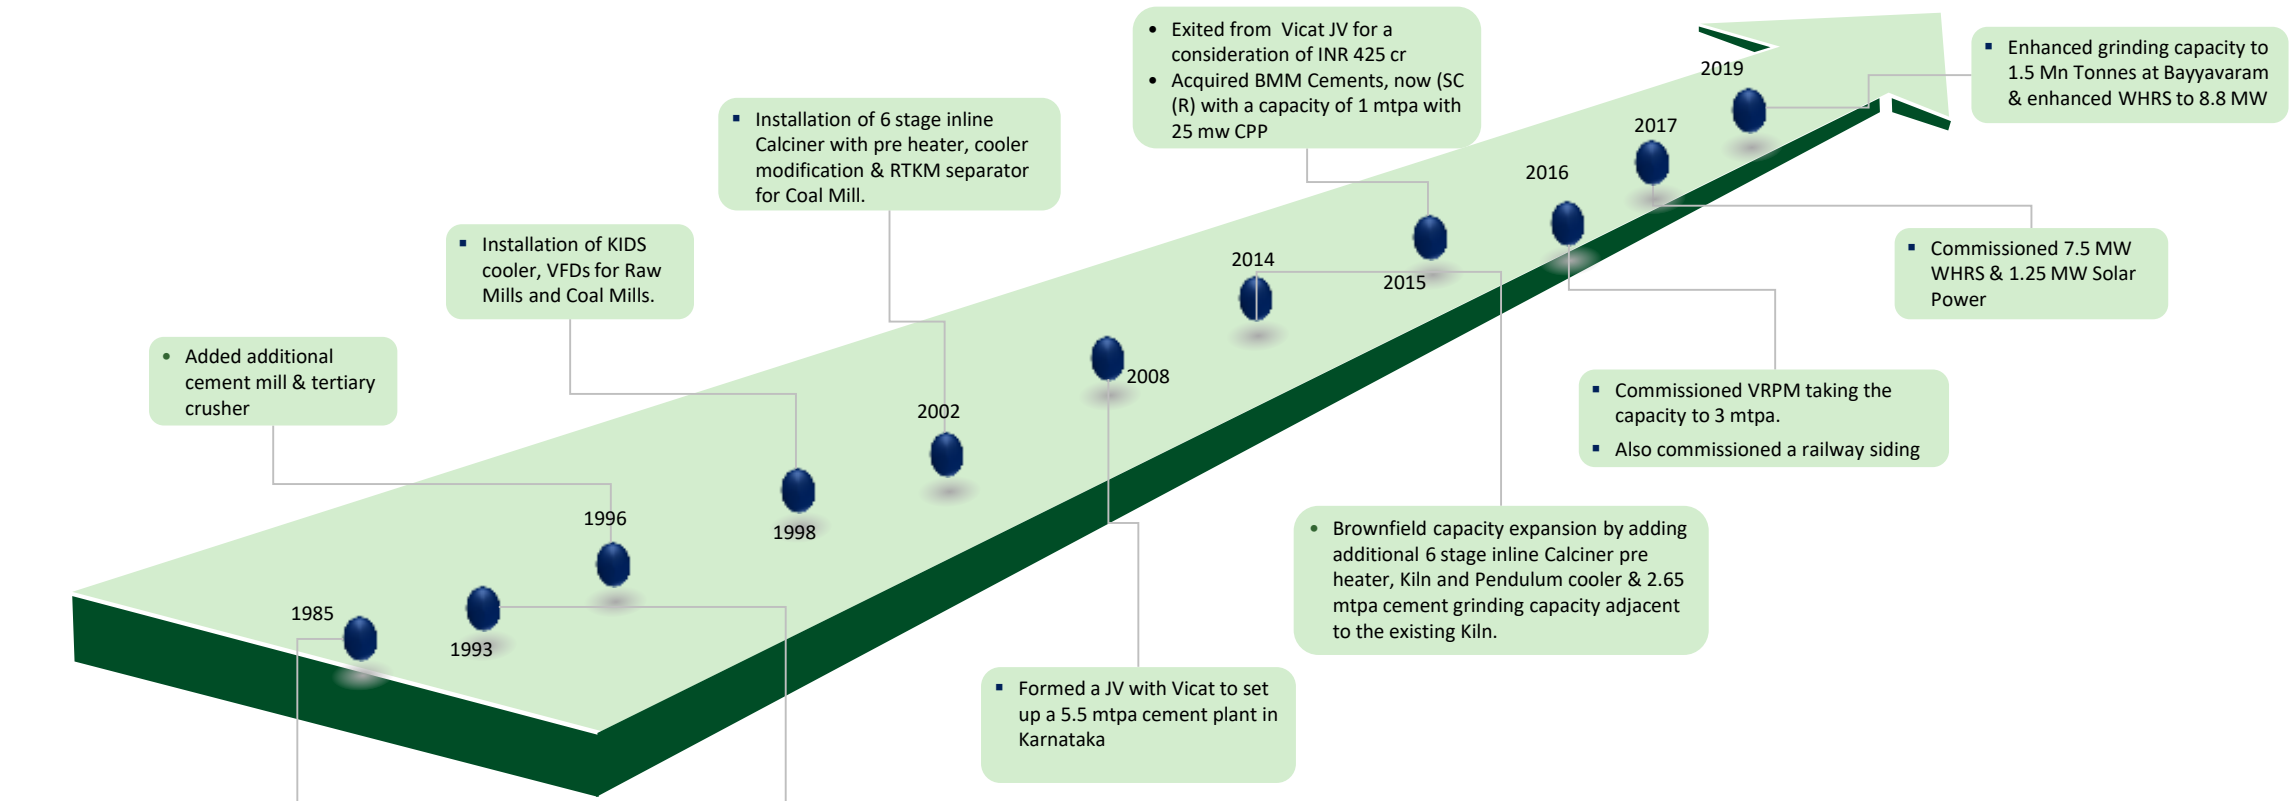 • Exited from Vicat JV for a
consideration of INR 425 cr
• Acquired BMM Cements, now (SC
(R) with a capacity of 1 mtpa with
25 mw CPP
2019
▪ Enhanced grinding capacity to
1.5 Mn Tonnes at Bayyavaram
& enhanced WHRS to 8.8 MW
▪ Installation of 6 stage inline
Calciner with pre heater, cooler
modification & RTKM separator
for Coal Mill.
2017
2016
▪ Installation of KIDS
cooler, VFDs for Raw
Mills and Coal Mills.
▪ Commissioned 7.5 MW
WHRS & 1.25 MW Solar
Power
2014
2015
• Added additional
cement mill & tertiary
crusher
2008
▪ Commissioned VRPM taking the
capacity to 3 mtpa.
▪ Also commissioned a railway siding
2002
1996
1998
• Brownfield capacity expansion by adding
additional 6 stage inline Calciner pre
heater, Kiln and Pendulum cooler & 2.65
mtpa cement grinding capacity adjacent
to the existing Kiln.
1985
1993
▪ Formed a JV with Vicat to set
up a 5.5 mtpa cement plant in
Karnataka